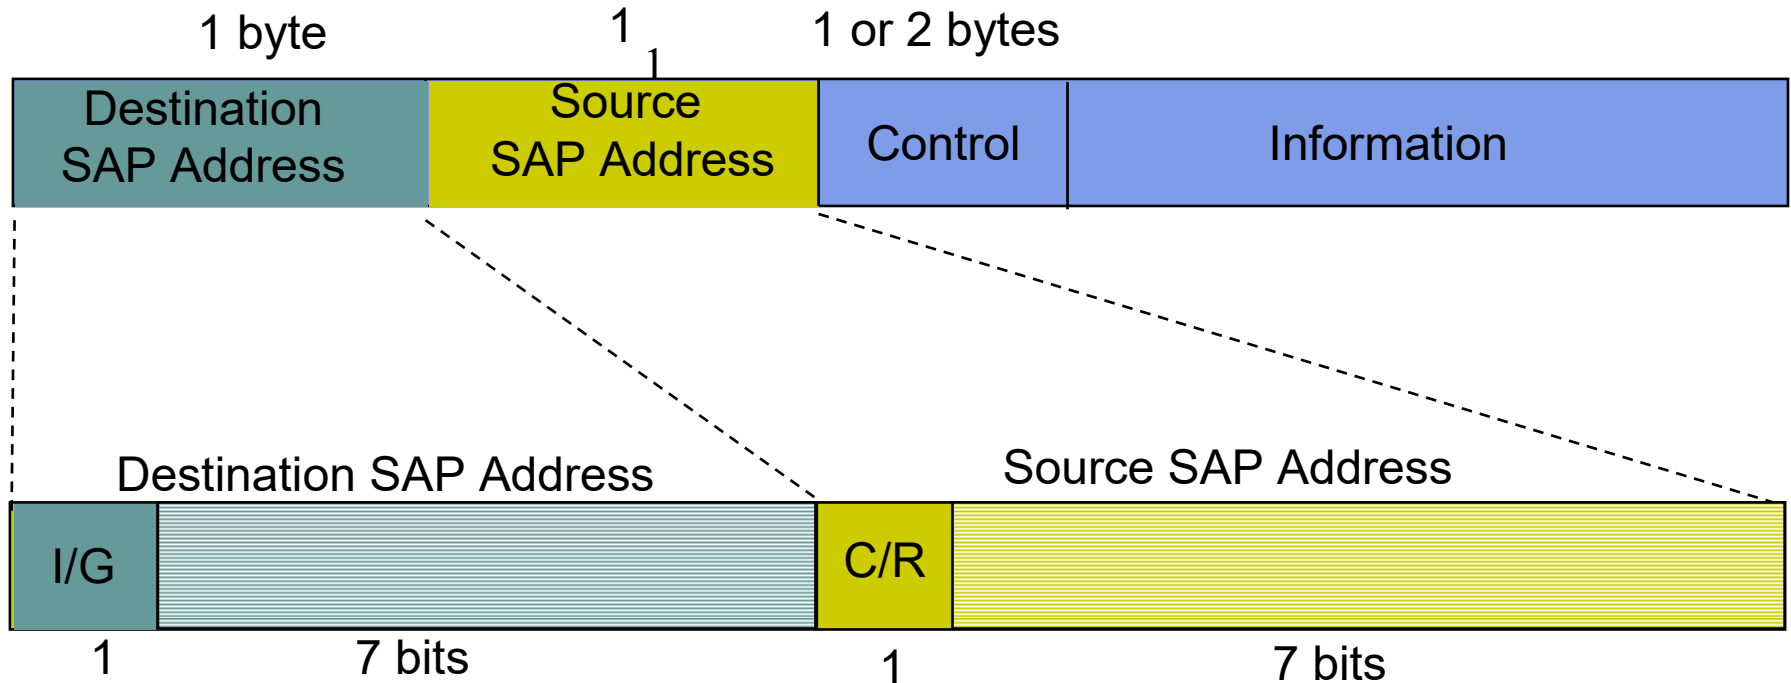 1 byte
1
1
1 or 2 bytes
Destination
SAP Address
Source
SAP Address
Control
Information
Destination SAP Address
Source SAP Address
I/G
C/R
1
7 bits
1
7 bits